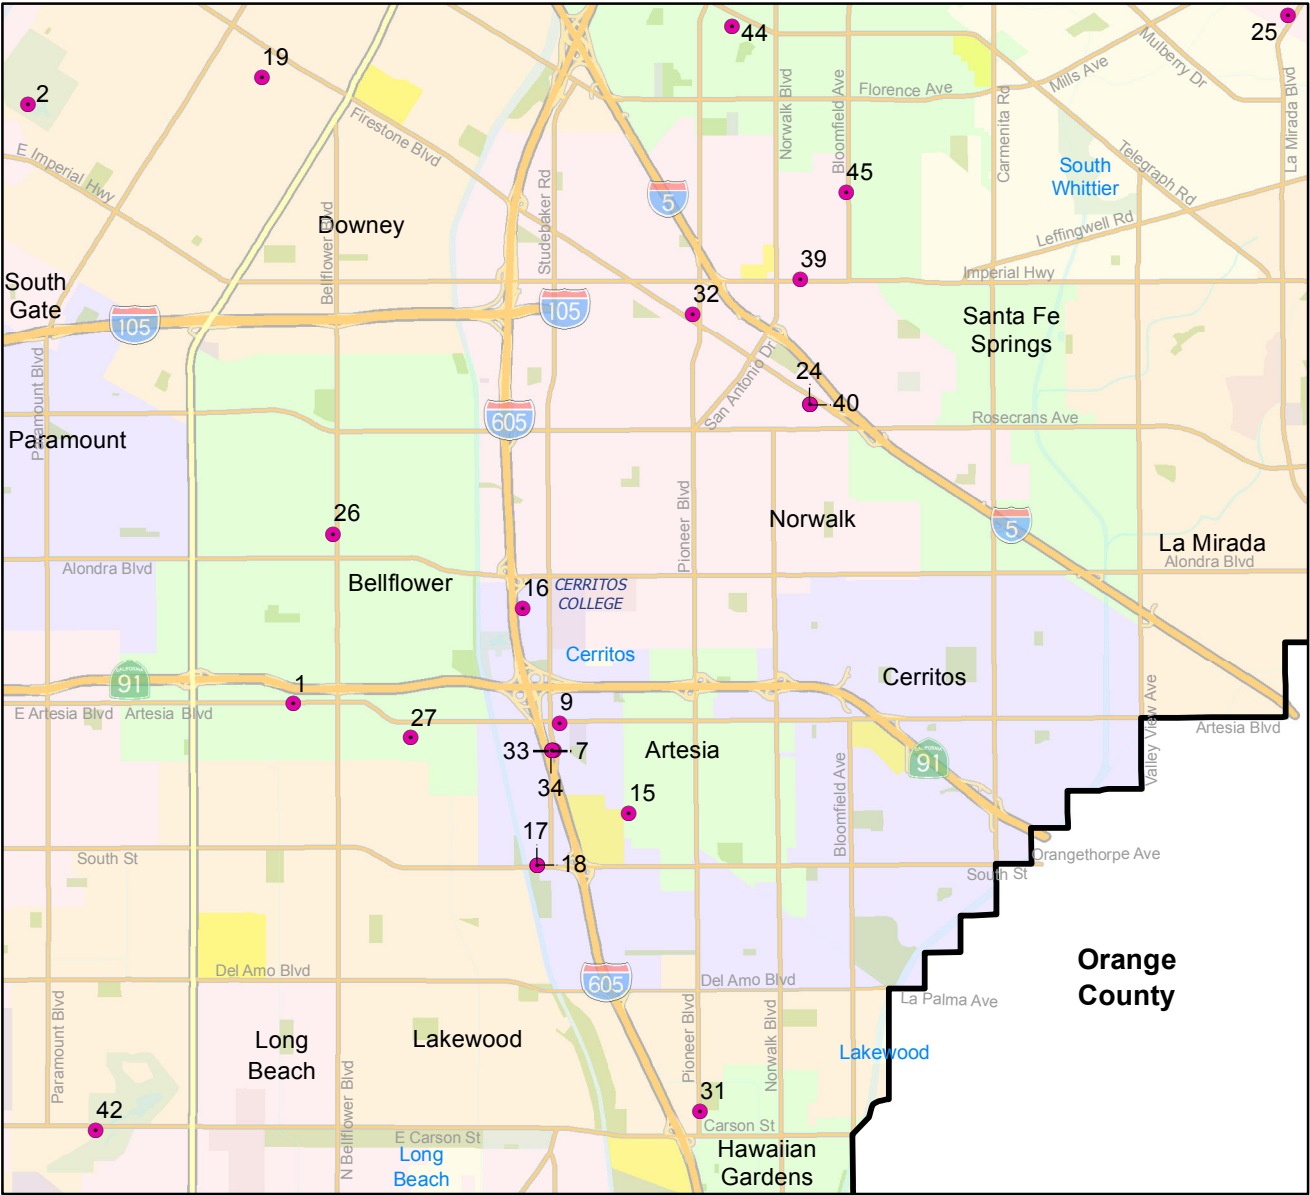 44
25
19
2
Mulberry Dr
Mills Ave
Florence Ave
Norwalk Blvd
Bloomfield Ave
Carmenita Rd
La Mirada Blvd
Firestone Blvd
E Imperial Hwy
Telegraph Rd
South
Whittier
45
5
Studebaker Rd
Downey
Bellflower Blvd
Leffingwell Rd
39
Imperial Hwy
South
Gate
32
105
105
Santa Fe
Springs
San Antonio Dr
24
40
Paramount Blvd
605
Rosecrans Ave
Paramount
26
Pioneer Blvd
Norwalk
5
La Mirada
Alondra Blvd
Alondra Blvd
Bellflower
16
CERRITOS
COLLEGE
Cerritos
Cerritos
CALIFORNIA
91
1
E Artesia Blvd
Artesia Blvd
27
9
Valley View Ave
Artesia Blvd
33
7
Artesia
34
CALIFORNIA
91
Bloomfield Ave
15
17
18
South St
Orangethorpe Ave
South St
Orange
County
Del Amo Blvd
605
Del Amo Blvd
La Palma Ave
Paramount Blvd
Long
Beach
Lakewood
Pioneer Blvd
Norwalk Blvd
Lakewood
N Bellflower Blvd
42
31
Carson St
E Carson St
Long
Beach
Hawaiian
Gardens